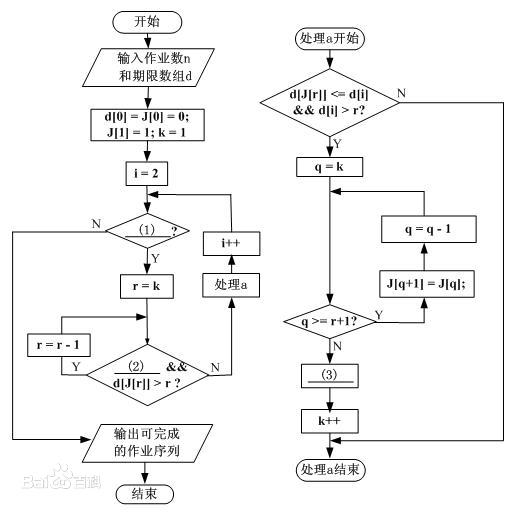 开始
输入作业数n
和期限数组d
d[0] = J[0] = 0;
J[1] = 1; k = 1
i = 2
(1) ?
N
Y
r = k
r = r - 1
(2) &&
d[J[r]] > r ?
Y
N
处理a
i++
输出可完成
的作业序列
结束
处理a开始
d[J[r]] <= d[i]
&& d[i] > r?
N
Y
q = k
q = q - 1
J[q+1] = J[q];
q >= r+1?
Y
N
(3)
k++
处理a结束
Baidu百科